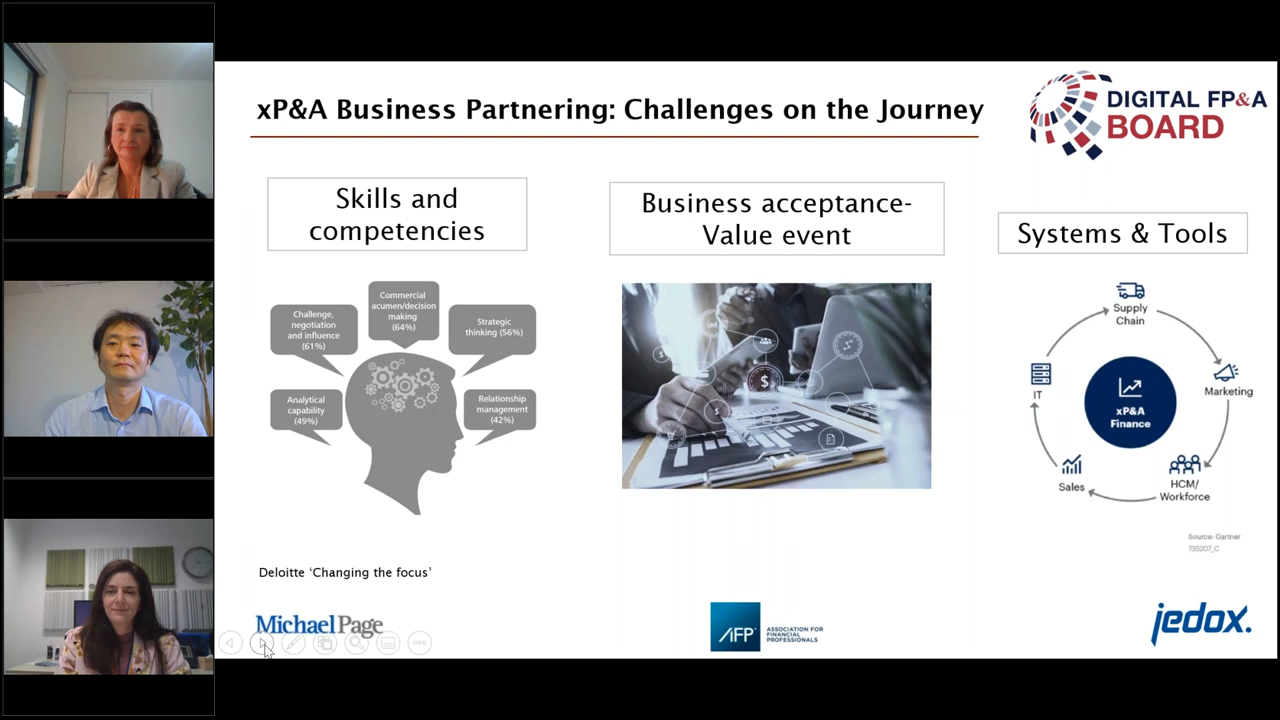 xP&A Business Partnering: Challenges on the Journey
DIGITAL FP&A
BOARD
Skills and
competencies
Business acceptance-
Value event
Systems & Tools
Commercial
acumen/decision
making
(64%)
Challenge,
negotiation
and influence
(61%)
Strategic
thinking (56%)
Analytical
capability
(49%)
Relationship
management
(42%)
Supply
Chain
IT
Marketing
xP&A
Finance
Sales
HCM/
Workforce
Source: Gartner
735207_C
Deloitte ‘Changing the focus’
MichaelPage
AFP
ASSOCIATION FOR
FINANCIAL
PROFESSIONALS
jedox.